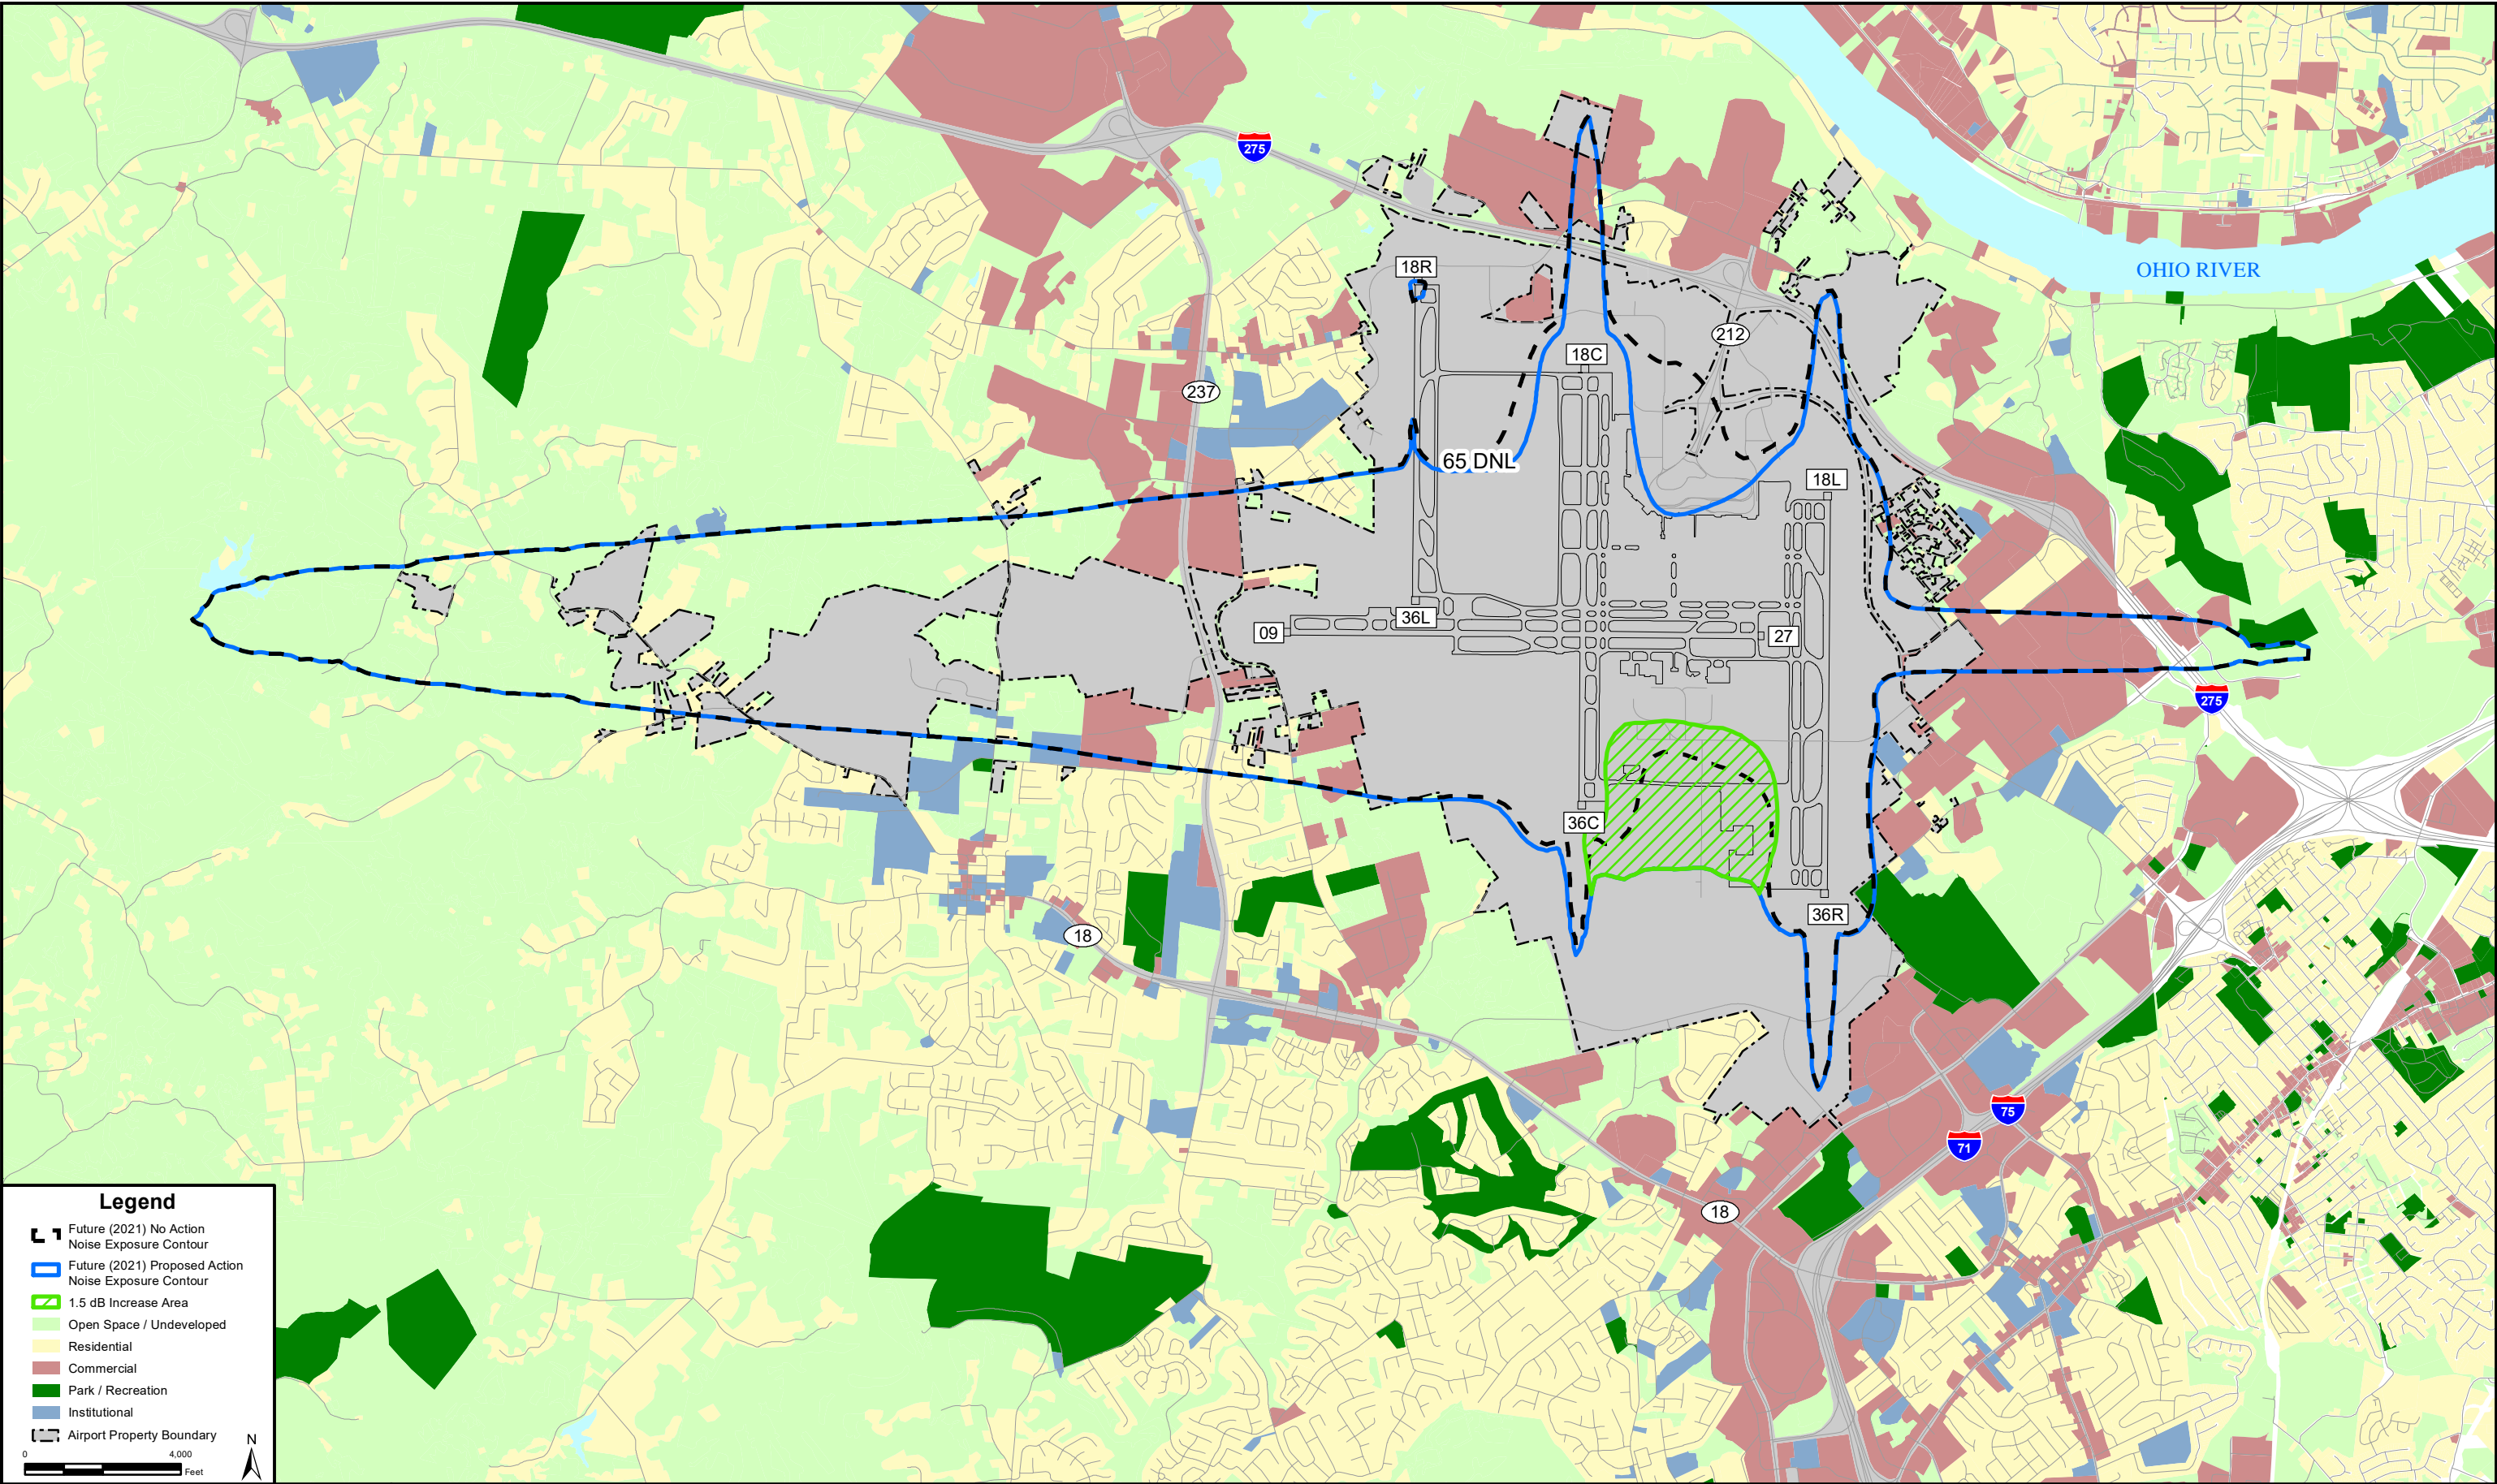 275
OHIO RIVER
18R
212
18C
237
65 DNL
18L
36L
09
27
275
36C
36R
18
75
71
18
Legend
Future (2021) No Action
Noise Exposure Contour
Future (2021) Proposed Action
Noise Exposure Contour
1.5 dB Increase Area
Open Space / Undeveloped
Residential
Commercial
Park / Recreation
Institutional
Airport Property Boundary
N
0 4,000
Feet